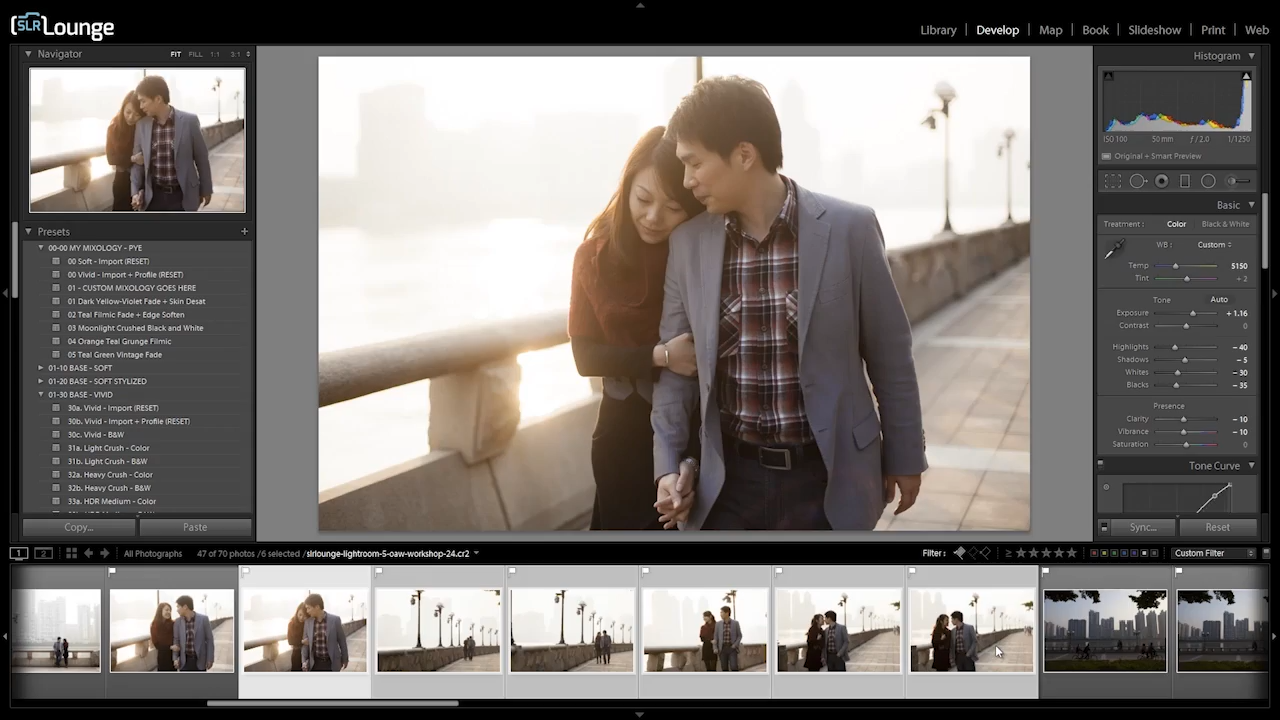 SLR Lounge
Library | Develop | Map | Book | Slideshow | Print | Web
Navigator FIT FILL 1:1 3:1
Histogram
ISO 100 50 mm f / 2.0 1/1250
Original + Smart Preview
Presets +
00-00 MY MIXOLOGY - PYE
00 Soft - Import (RESET)
00 Vivid - Import + Profile (RESET)
01 - CUSTOM MIXOLOGY GOES HERE
01 Dark Yellow-Violet Fade + Skin Desat
02 Teal Filmic Fade + Edge Soften
03 Moonlight Crushed Black and White
04 Orange Teal Grunge Filmic
05 Teal Green Vintage Fade
01-10 BASE - SOFT
01-20 BASE - SOFT STYLIZED
01-30 BASE - VIVID
30a. Vivid - Import (RESET)
30b. Vivid - Import + Profile (RESET)
30c. Vivid - B&W
31a. Light Crush - Color
31b. Light Crush - B&W
32a. Heavy Crush - Color
32b. Heavy Crush - B&W
33a. HDR Medium - Color
Copy... Paste
Basic
Treatment : Color Black & White
WB : Custom
Temp 5150
Tint + 2
Tone Auto
Exposure + 1.16
Contrast 0
Highlights - 40
Shadows - 5
Whites - 30
Blacks - 35
Presence
Clarity - 10
Vibrance - 10
Saturation 0
Tone Curve
Sync... Reset
1 2 All Photographs 47 of 70 photos /6 selected /slrlounge-lightroom-5-oaw-workshop-24.cr2 Filter : Custom Filter